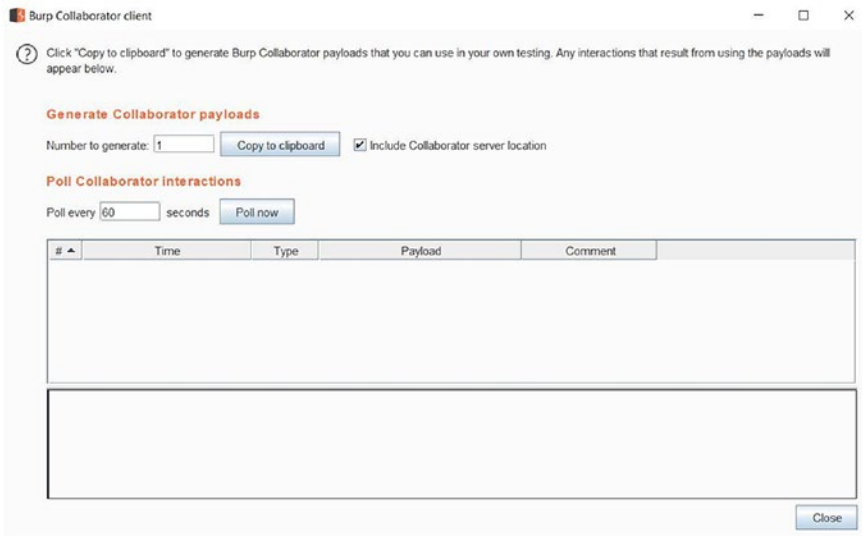 Burp Collaborator client
Click "Copy to clipboard" to generate Burp Collaborator payloads that you can use in your own testing. Any interactions that result from using the payloads will
appear below.
Generate Collaborator payloads
Number to generate: 1 Copy to clipboard Include Collaborator server location
Poll Collaborator interactions
Poll every 60 seconds Poll now
# Time Type Payload Comment
Close